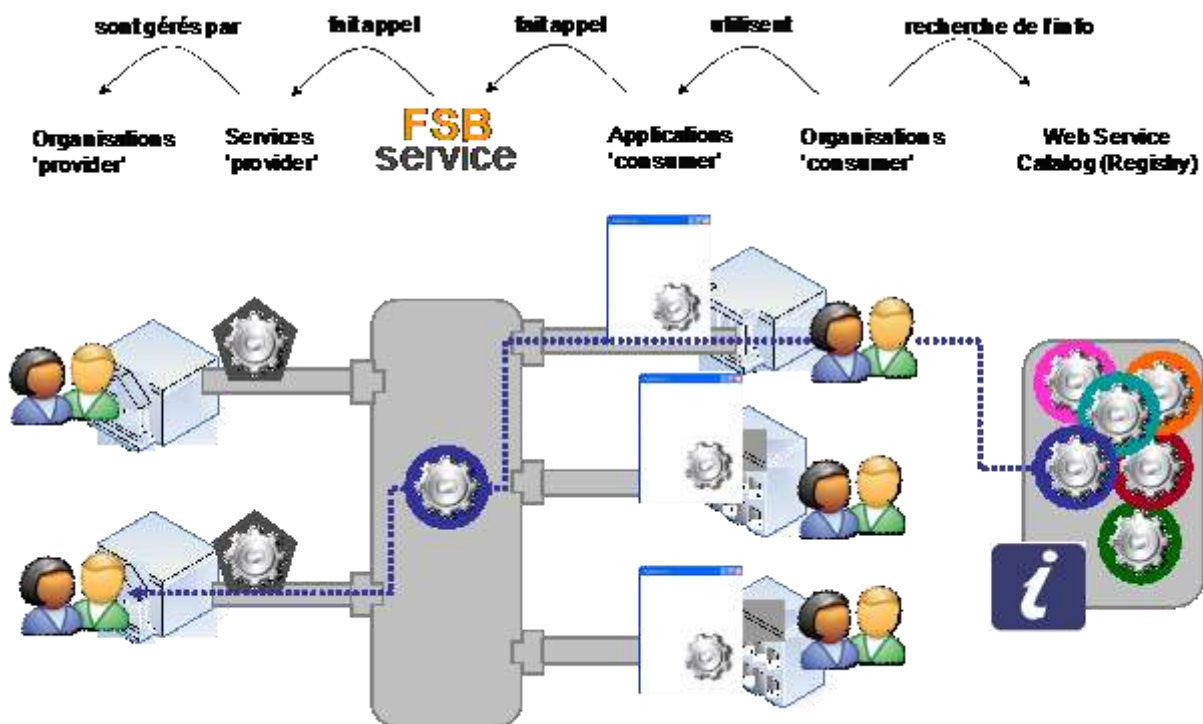 sont gérés par
fait appel
fait appel
utilisent
recherche de l'info
Organisations
'provider'
Services
'provider'
FSB
service
Applications
'consumer'
Organisations
'consumer'
Web Service
Catalog (Registry)
i